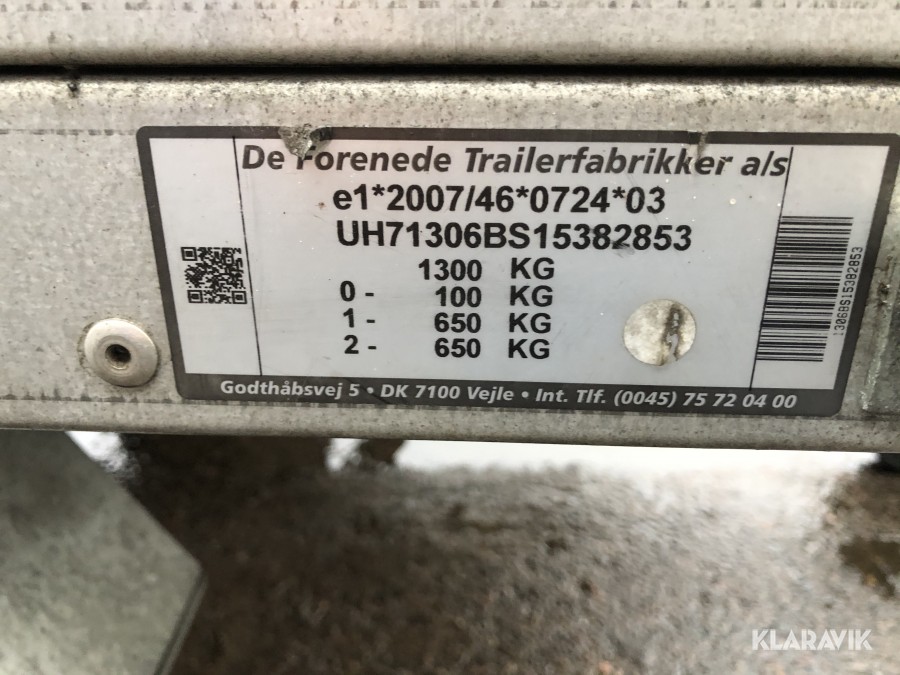 De Forenede Trailerfabrikker a/s
e1*2007/46*0724*03
UH71306BS15382853
1300 KG
0 - 100 KG
1 - 650 KG
2 - 650 KG
1306BS15382853
Godthåbsvej 5 • DK 7100 Vejle • Int. Tlf. (0045) 75 72 04 00
KLARAVIK